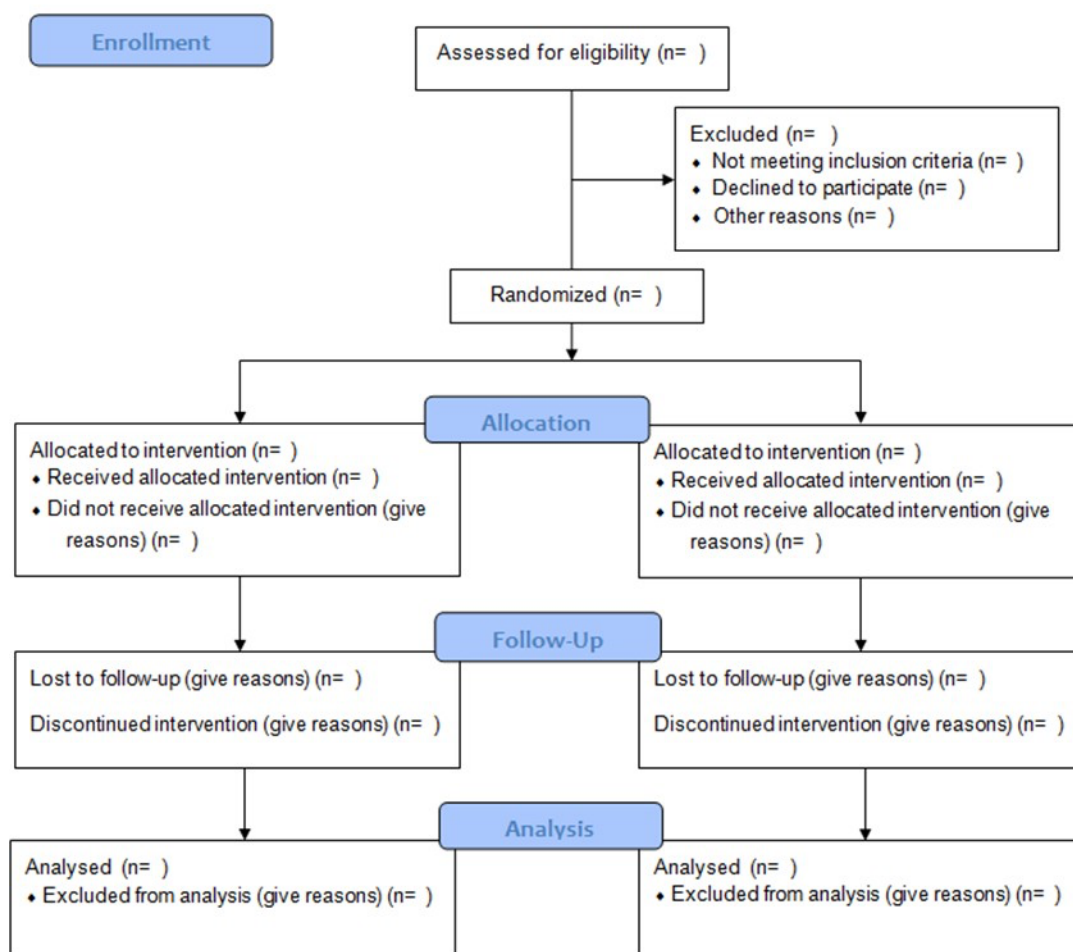 Enrollment
Assessed for eligibility (n=  )
Excluded (n=  )
⬥ Not meeting inclusion criteria (n=  )
⬥ Declined to participate (n=  )
⬥ Other reasons (n=  )
Randomized (n=  )
Allocation
Allocated to intervention (n=  )
⬥ Received allocated intervention (n=  )
⬥ Did not receive allocated intervention (give
reasons) (n=  )
Allocated to intervention (n=  )
⬥ Received allocated intervention (n=  )
⬥ Did not receive allocated intervention (give
reasons) (n=  )
Follow-Up
Lost to follow-up (give reasons) (n=  )
Discontinued intervention (give reasons) (n=  )
Lost to follow-up (give reasons) (n=  )
Discontinued intervention (give reasons) (n=  )
Analysis
Analysed (n=  )
⬥ Excluded from analysis (give reasons) (n=  )
Analysed (n=  )
⬥ Excluded from analysis (give reasons) (n=  )